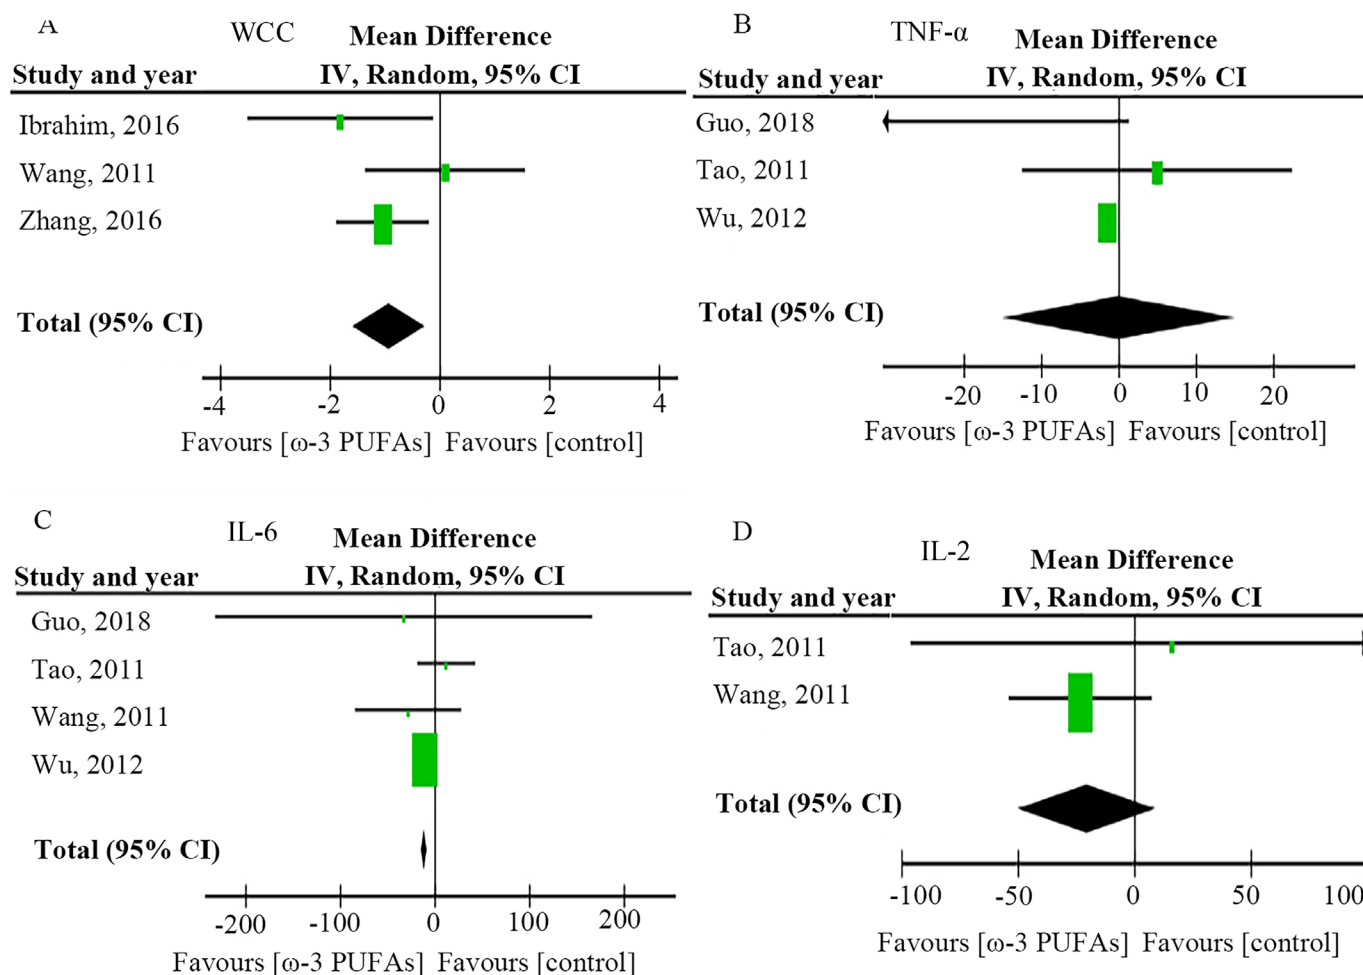 A
WCC
Mean Difference
Study and year
IV, Random, 95% CI
Ibrahim, 2016
Wang, 2011
Zhang, 2016
Total (95% CI)
-4 -2 0 2 4
Favours [ω-3 PUFAs] Favours [control]
B
TNF-α
Mean Difference
Study and year
IV, Random, 95% CI
Guo, 2018
Tao, 2011
Wu, 2012
Total (95% CI)
-20 -10 0 10 20
Favours [ω-3 PUFAs] Favours [control]
C
IL-6
Mean Difference
Study and year
IV, Random, 95% CI
Guo, 2018
Tao, 2011
Wang, 2011
Wu, 2012
Total (95% CI)
-200 -100 0 100 200
Favours [ω-3 PUFAs] Favours [control]
D
IL-2
Mean Difference
Study and year
IV, Random, 95% CI
Tao, 2011
Wang, 2011
Total (95% CI)
-100 -50 0 50 100
Favours [ω-3 PUFAs] Favours [control]